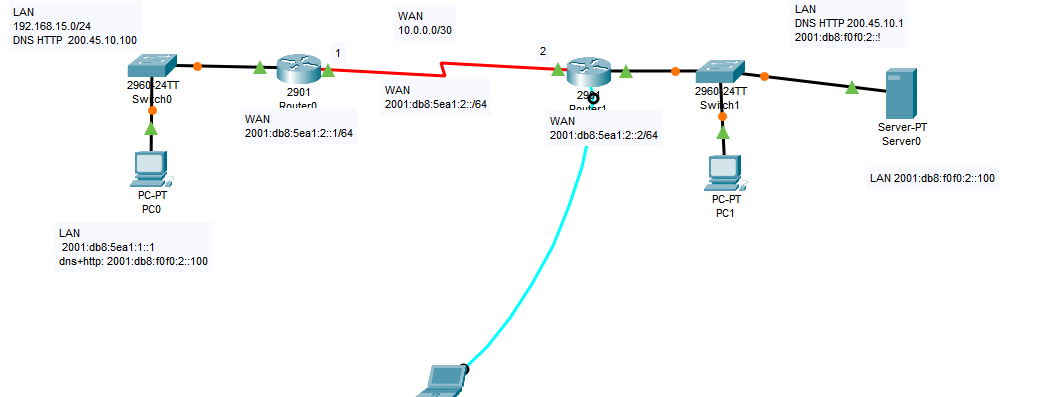 LAN
192.168.15.0/24
DNS HTTP  200.45.10.100
WAN
10.0.0.0/30
LAN
DNS HTTP 200.45.10.1
2001:db8:f0f0:2::!
1
2
2960-24TT
Switch0
2901
Router0
WAN
2001:db8:5ea1:2::/64
2901
Router1
2960-24TT
Switch1
WAN
2001:db8:5ea1:2::1/64
WAN
2001:db8:5ea1:2::2/64
Server-PT
Server0
PC-PT
PC0
PC-PT
PC1
LAN 2001:db8:f0f0:2::100
LAN
2001:db8:5ea1:1::1
dns+http: 2001:db8:f0f0:2::100